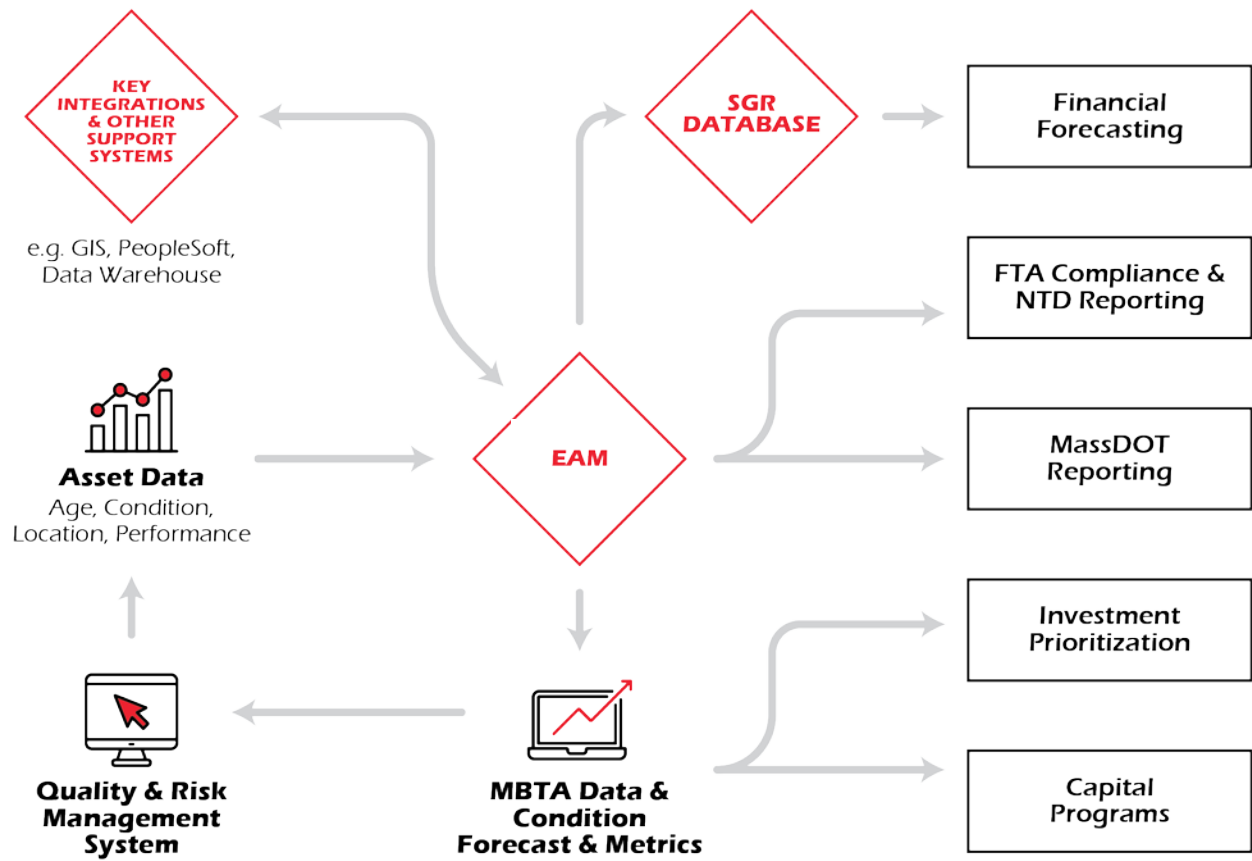 KEY
INTEGRATIONS
& OTHER
SUPPORT
SYSTEMS
e.g. GIS, PeopleSoft,
Data Warehouse
SGR
DATABASE
Financial
Forecasting
FTA Compliance &
NTD Reporting
Asset Data
Age, Condition,
Location, Performance
EAM
MassDOT
Reporting
Investment
Prioritization
Quality & Risk
Management
System
MBTA Data &
Condition
Forecast & Metrics
Capital
Programs